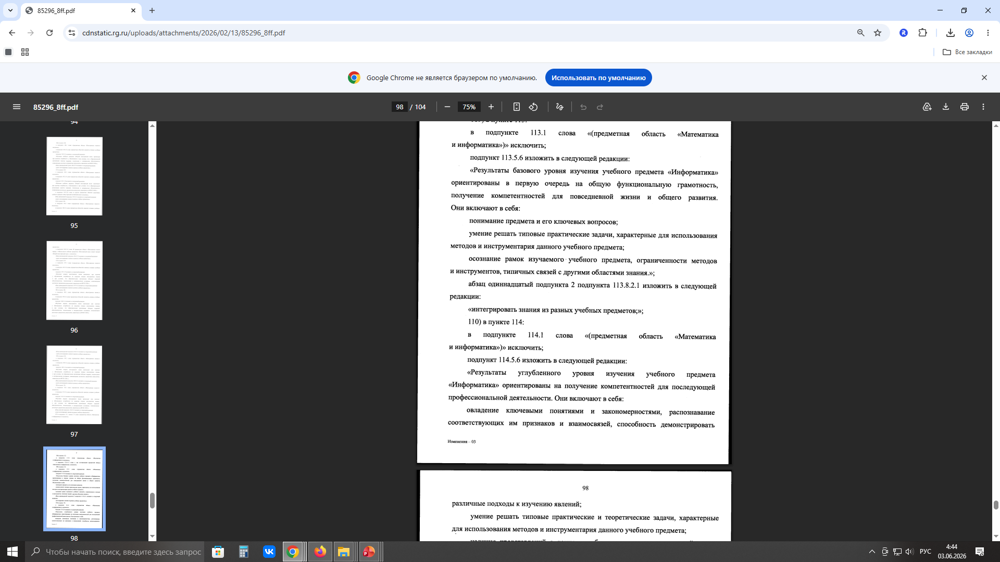 85296_8ff.pdf
cdnstatic.rg.ru/uploads/attachments/2026/02/13/85296_8ff.pdf
Все закладки
Google Chrome не является браузером по умолчанию.
Использовать по умолчанию
85296_8ff.pdf
98 / 104
75%
94
95
96
97
98
в подпункте 113.1 слова «(предметная область «Математика
и информатика»)» исключить;
подпункт 113.5.6 изложить в следующей редакции:
«Результаты базового уровня изучения учебного предмета «Информатика»
ориентированы в первую очередь на общую функциональную грамотность,
получение компетентностей для повседневной жизни и общего развития.
Они включают в себя:
понимание предмета и его ключевых вопросов;
умение решать типовые практические задачи, характерные для использования
методов и инструментария данного учебного предмета;
осознание рамок изучаемого учебного предмета, ограниченности методов
и инструментов, типичных связей с другими областями знания.»;
абзац одиннадцатый подпункта 2 подпункта 113.8.2.1 изложить в следующей
редакции:
«интегрировать знания из разных учебных предметов;»;
110) в пункте 114:
в подпункте 114.1 слова «(предметная область «Математика
и информатика»)» исключить;
подпункт 114.5.6 изложить в следующей редакции:
«Результаты углубленного уровня изучения учебного предмета
«Информатика» ориентированы на получение компетентностей для последующей
профессиональной деятельности. Они включают в себя:
овладение ключевыми понятиями и закономерностями, распознавание
соответствующих им признаков и взаимосвязей, способность демонстрировать
Изменения – 03
98
различные подходы к изучению явлений;
умение решать типовые практические и теоретические задачи, характерные
для использования методов и инструментария данного учебного предмета;
Чтобы начать поиск, введите здесь запрос
РУС
4:44
03.06.2026